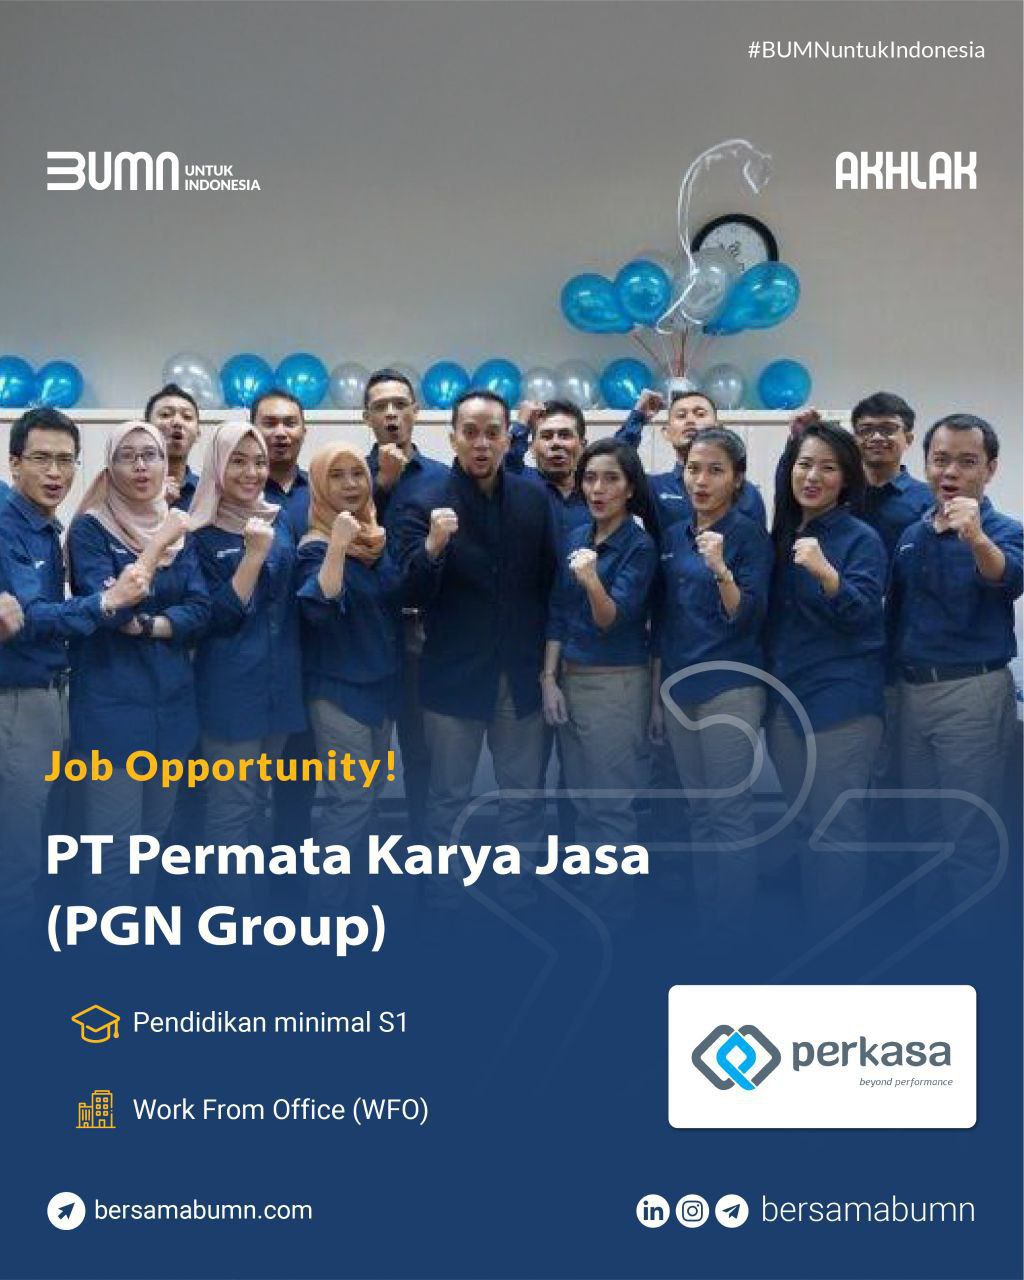 #BUMNuntukIndonesia
BUMN UNTUK
INDONESIA
AKHLAK
Job Opportunity!
PT Permata Karya Jasa
(PGN Group)
Pendidikan minimal S1
Work From Office (WFO)
perkasa
beyond performance
bersamabumn.com
in bersamabumn